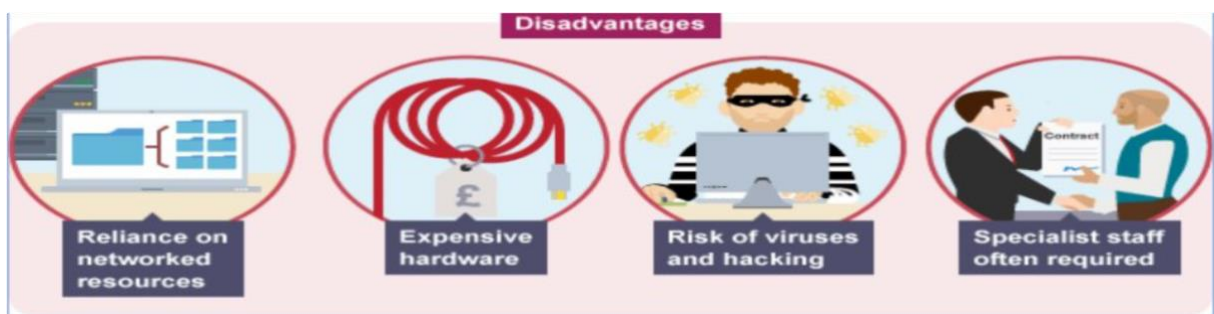 Disadvantages
£
Contract
Reliance on
networked
resources
Expensive
hardware
Risk of viruses
and hacking
Specialist staff
often required